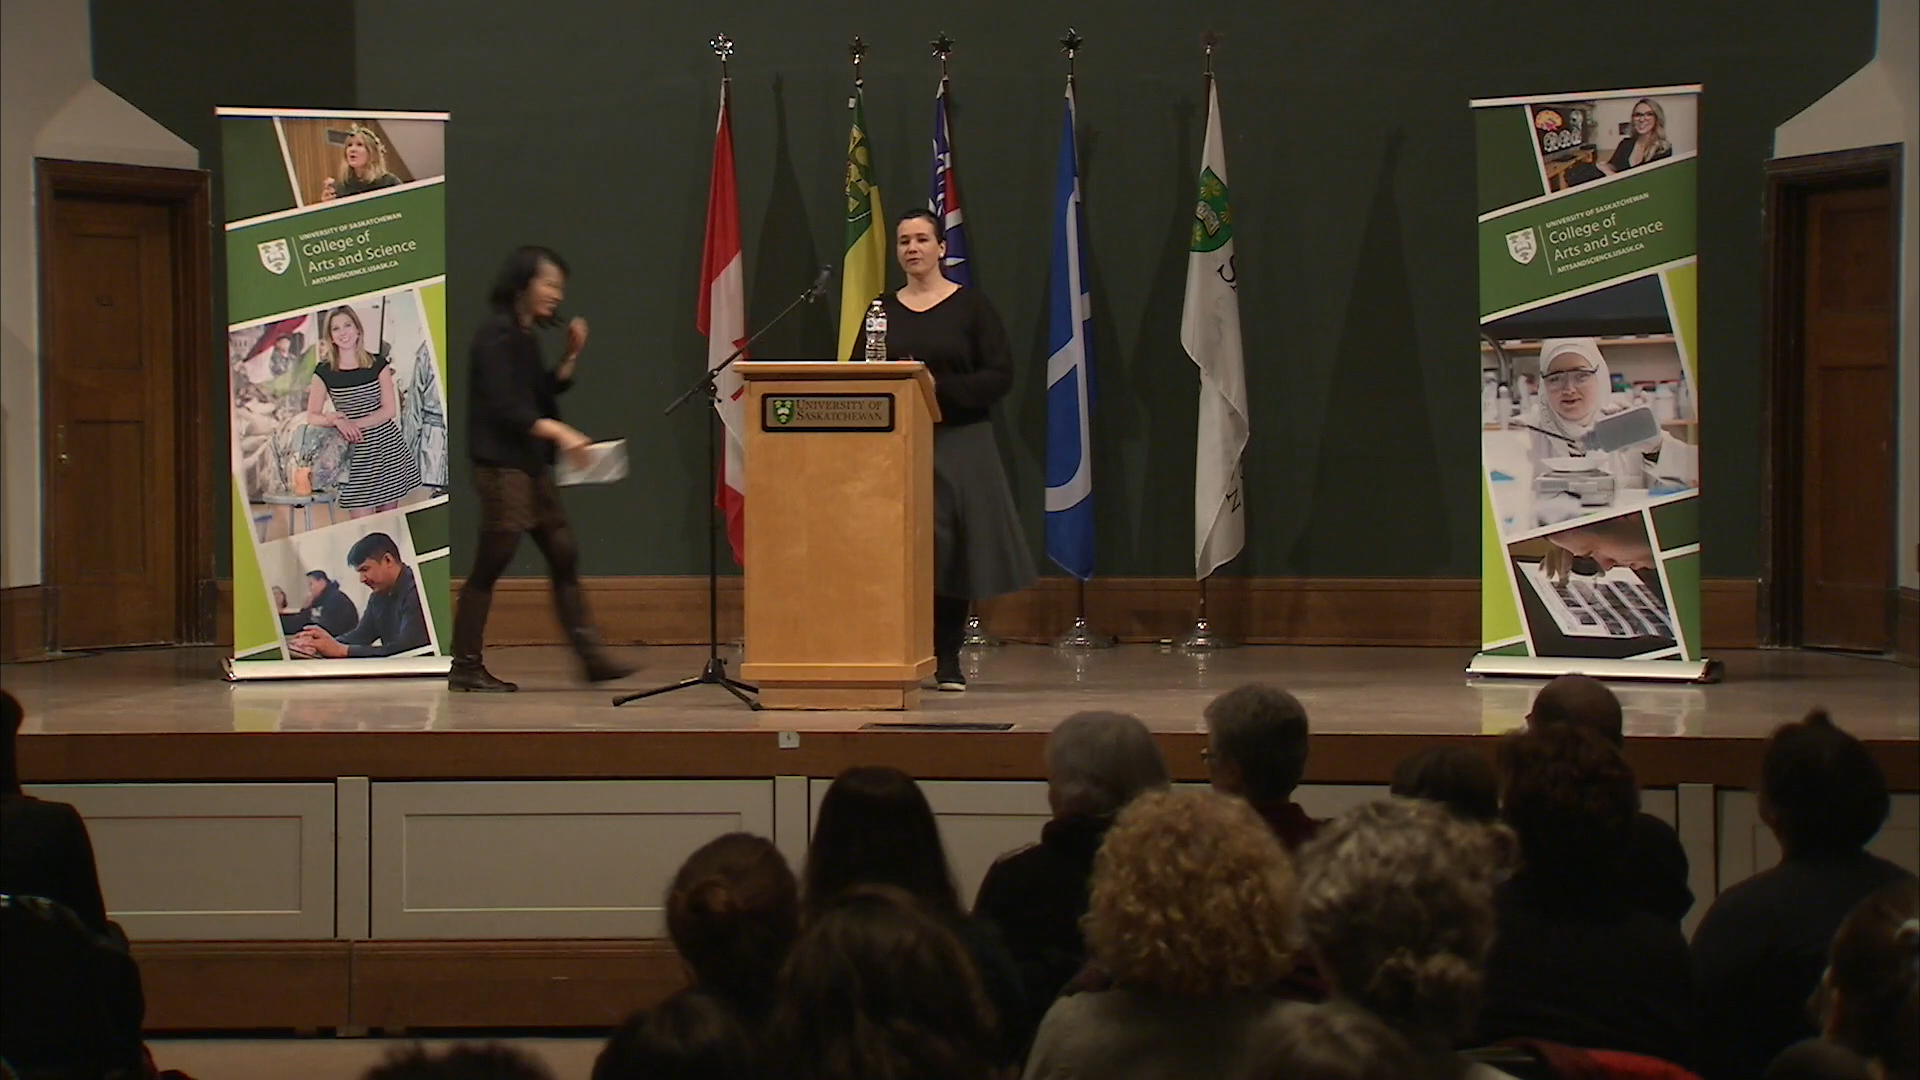 UNIVERSITY OF SASKATCHEWAN
College of
Arts and Science
ARTSANDSCIENCE.USASK.CA
UNIVERSITY OF
SASKATCHEWAN
UNIVERSITY OF SASKATCHEWAN
College of
Arts and Science
ARTSANDSCIENCE.USASK.CA